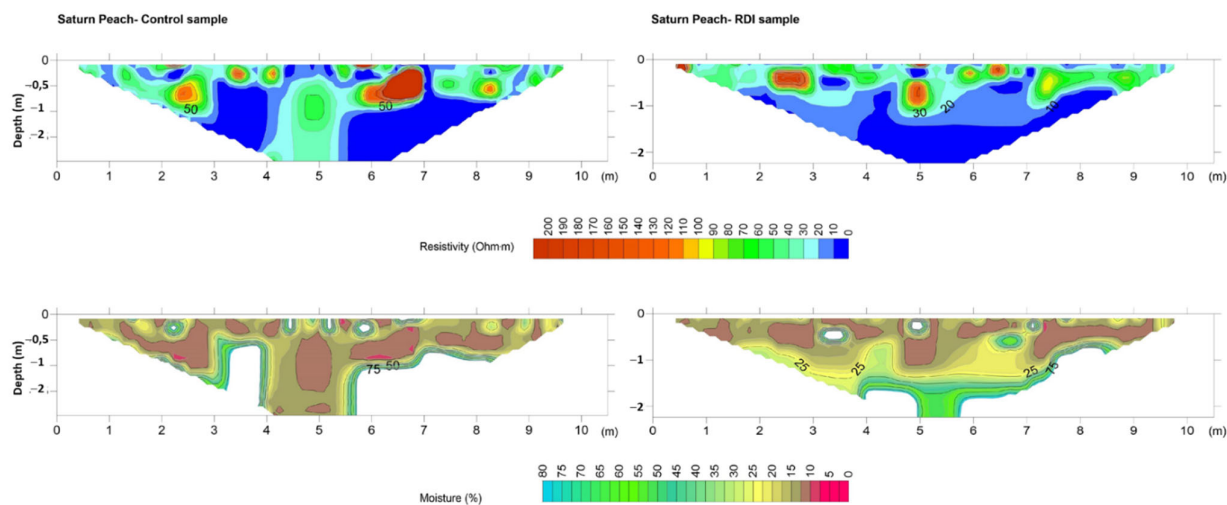 Saturn Peach- Control sample
Saturn Peach- RDI sample
Depth (m)
0
-0,5
-1
-2
50
50
0 1 2 3 4 5 6 7 8 9 10 (m)
0
-1
-2
30
20
10
0 1 2 3 4 5 6 7 8 9 10 (m)
Resistivity (Ohm·m)
200 190 180 170 160 150 140 130 120 110 100 90 80 70 60 50 40 30 20 10 0
Depth (m)
0
-0,5
-1
-2
75 50
0 1 2 3 4 5 6 7 8 9 10 (m)
0
-1
-2
25
25
25
15
0 1 2 3 4 5 6 7 8 9 10 (m)
Moisture (%)
80 75 70 65 60 55 50 45 40 35 30 25 20 15 10 5 0